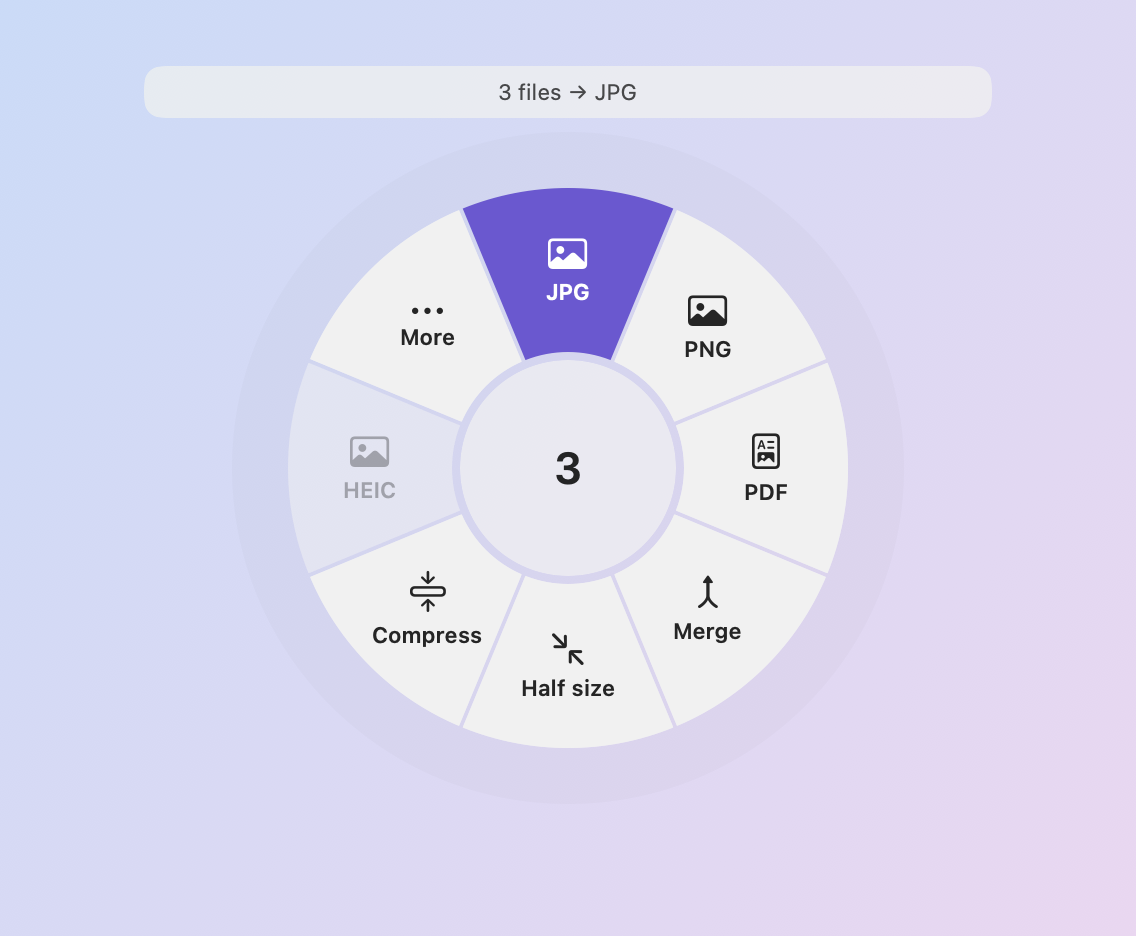 3 files → JPG
JPG
More
PNG
HEIC
3
PDF
Compress
Merge
Half size